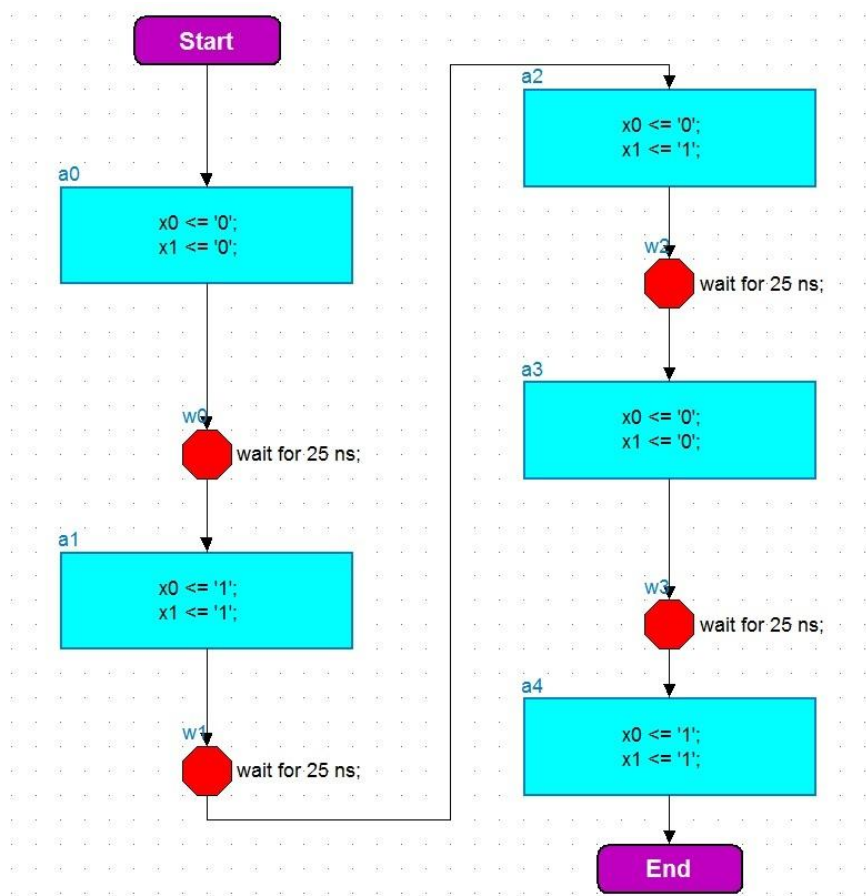 Start
a0
x0 <= '0';
x1 <= '0';
w0
wait for 25 ns;
a1
x0 <= '1';
x1 <= '1';
w1
wait for 25 ns;
a2
x0 <= '0';
x1 <= '1';
w2
wait for 25 ns;
a3
x0 <= '0';
x1 <= '0';
w3
wait for 25 ns;
a4
x0 <= '1';
x1 <= '1';
End